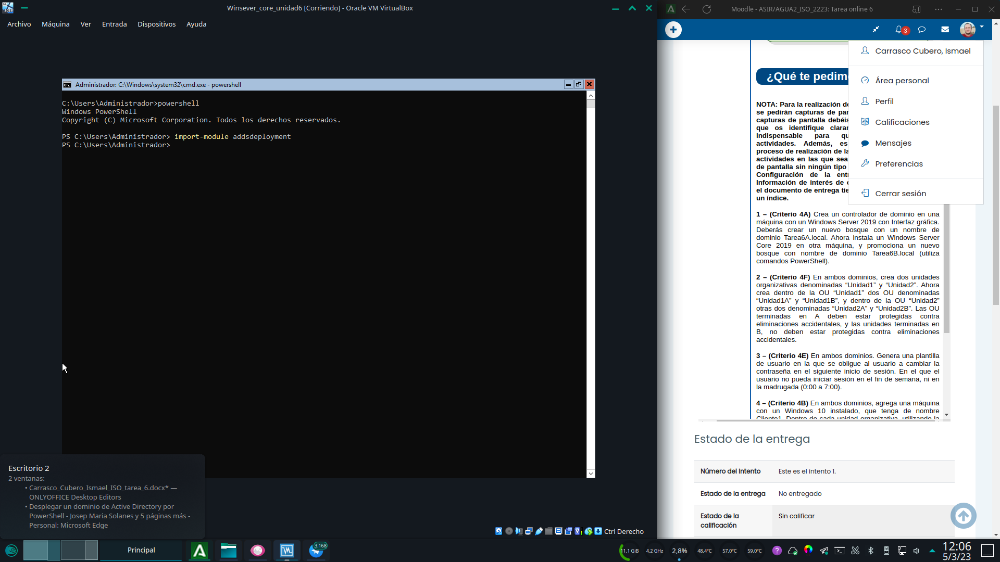 Winsever_core_unidad6 [Corriendo] - Oracle VM VirtualBox
Archivo Máquina Ver Entrada Dispositivos Ayuda
Administrador: C:\Windows\system32\cmd.exe - powershell
C:\Users\Administrador>powershell
Windows PowerShell
Copyright (C) Microsoft Corporation. Todos los derechos reservados.
PS C:\Users\Administrador> import-module addsdeployment
PS C:\Users\Administrador>
Escritorio 2
2 ventanas:
• Carrasco_Cubero_Ismael_ISO_tarea_6.docx* —
ONLYOFFICE Desktop Editors
• Desplegar un dominio de Active Directory por
PowerShell - Josep Maria Solanes y 5 páginas más -
Personal: Microsoft Edge
Ctrl Derecho
Moodle - ASIR/AGUA2_ISO_2223: Tarea online 6
3
Carrasco Cubero, Ismael
Área personal
Perfil
Calificaciones
Mensajes
Preferencias
Cerrar sesión
¿Qué te pedim
NOTA: Para la realización de
se pedirán capturas de pan
capturas de pantalla debéis
que os identifique claran
indispensable para qu
actividades. Además, es
proceso de realización de la
actividades en las que sea
de pantalla sin ningún tipo
Configuración de la entr
Información de interés de e
el documento de entrega tie
un índice.
1 – (Criterio 4A) Crea un controlador de dominio en una
máquina con un Windows Server 2019 con Interfaz gráfica.
Deberás crear un nuevo bosque con un nombre de
dominio Tarea6A.local. Ahora instala un Windows Server
Core 2019 en otra máquina, y promociona un nuevo
bosque con nombre de dominio Tarea6B.local (utiliza
comandos PowerShell).
2 – (Criterio 4F) En ambos dominios, crea dos unidades
organizativas denominadas “Unidad1” y “Unidad2”. Ahora
crea dentro de la OU “Unidad1” dos OU denominadas
“Unidad1A” y “Unidad1B”, y dentro de la OU “Unidad2”
otras dos denominadas “Unidad2A” y “Unidad2B”. Las OU
terminadas en A deben estar protegidas contra
eliminaciones accidentales, y las unidades terminadas en
B, no deben estar protegidas contra eliminaciones
accidentales.
3 – (Criterio 4E) En ambos dominios. Genera una plantilla
de usuario en la que se obligue al usuario a cambiar la
contraseña en el siguiente inicio de sesión. En el que el
usuario no pueda iniciar sesión en el fin de semana, ni en
la madrugada (0:00 a 7:00).
4 – (Criterio 4B) En ambos dominios, agrega una máquina
con un Windows 10 instalado, que tenga de nombre
Cliente1. Dentro de cada unidad organizativa, utilizando la
Estado de la entrega
Número del intento Este es el intento 1.
Estado de la entrega No entregado
Estado de la
calificación Sin calificar
Principal
3.168
11,1 GiB 4,2 GHz 2,8% 48,4°C 57,0°C 59,0°C
12:06
5/3/23